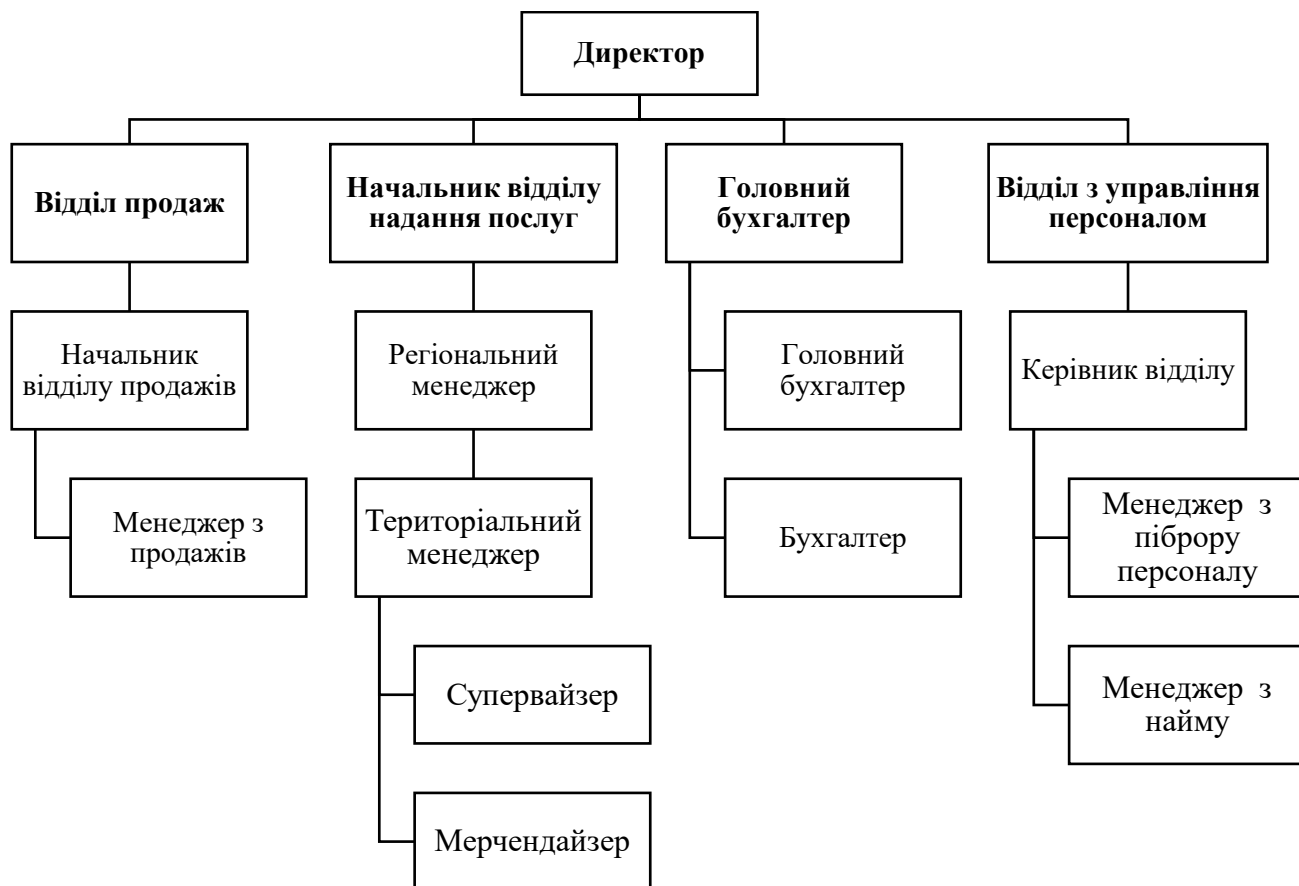 Директор
Відділ продаж
Начальник відділу
надання послуг
Головний
бухгалтер
Відділ з управління
персоналом
Начальник
відділу продажів
Регіональний
менеджер
Головний
бухгалтер
Керівник відділу
Менеджер з
продажів
Територіальний
менеджер
Бухгалтер
Менеджер з
піброру
персоналу
Супервайзер
Менеджер з
найму
Мерчендайзер